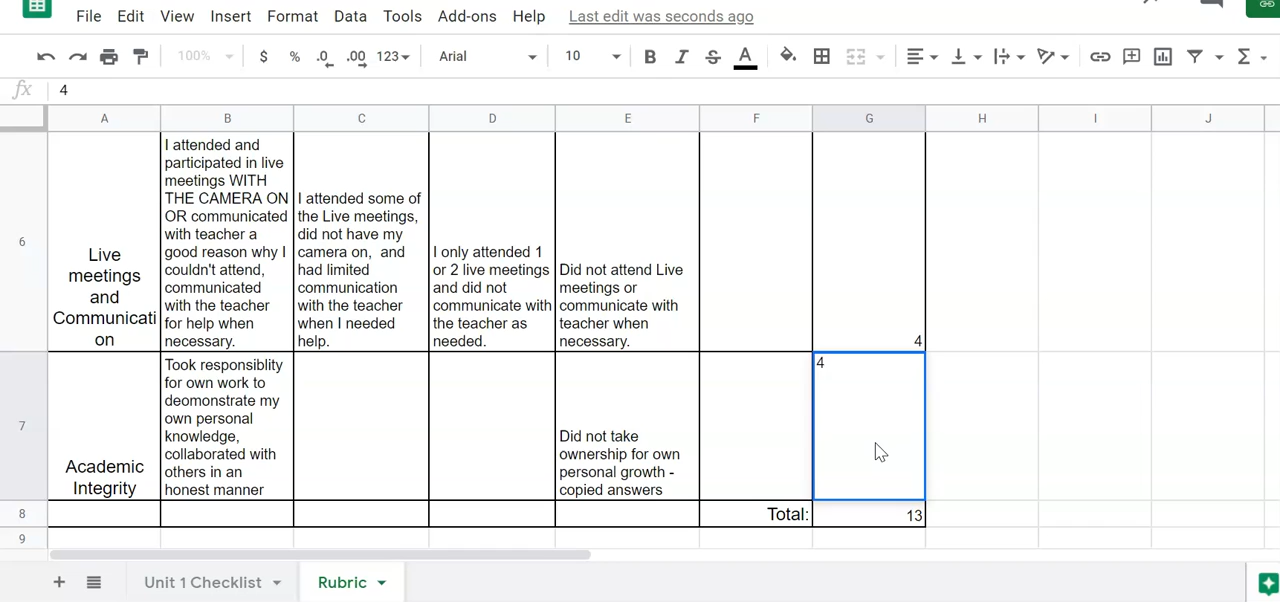 File Edit View Insert Format Data Tools Add-ons Help Last edit was seconds ago
100% $ % .0 .00 123 Arial 10 B I S A Σ
fx 4
A B C D E F G H I J
6
Live
meetings
and
Communicati
on
I attended and
participated in live
meetings WITH
THE CAMERA ON
OR communicated
with teacher a
good reason why I
couldn't attend,
communicated
with the teacher
for help when
necessary.
I attended some of
the Live meetings,
did not have my
camera on, and
had limited
communication
with the teacher
when I needed
help.
I only attended 1
or 2 live meetings
and did not
communicate with
the teacher as
needed.
Did not attend Live
meetings or
communicate with
teacher when
necessary.
4
7
Academic
Integrity
Took responsiblity
for own work to
deomonstrate my
own personal
knowledge,
collaborated with
others in an
honest manner
Did not take
ownership for own
personal growth -
copied answers
4
8
Total: 13
9
+ Unit 1 Checklist Rubric